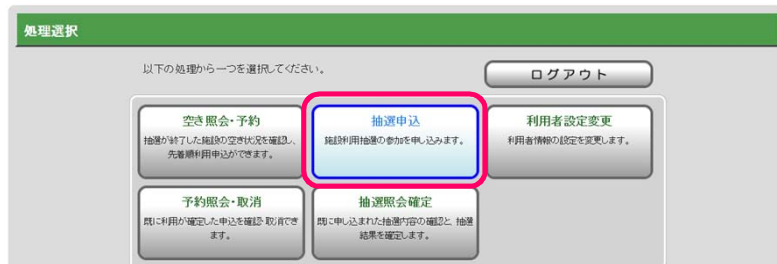 処理選択
以下の処理から一つを選択してください。
ログアウト
空き照会・予約
抽選が終了した施設の空き状況を確認し、
先着順利用申込ができます。
抽選申込
施設利用抽選の参加を申し込みます。
利用者設定変更
利用者情報の設定を変更します。
予約照会・取消
既に利用が確定した申込を確認・取消でき
ます。
抽選照会確定
既に申し込まれた抽選内容の確認と、抽選
結果を確定します。